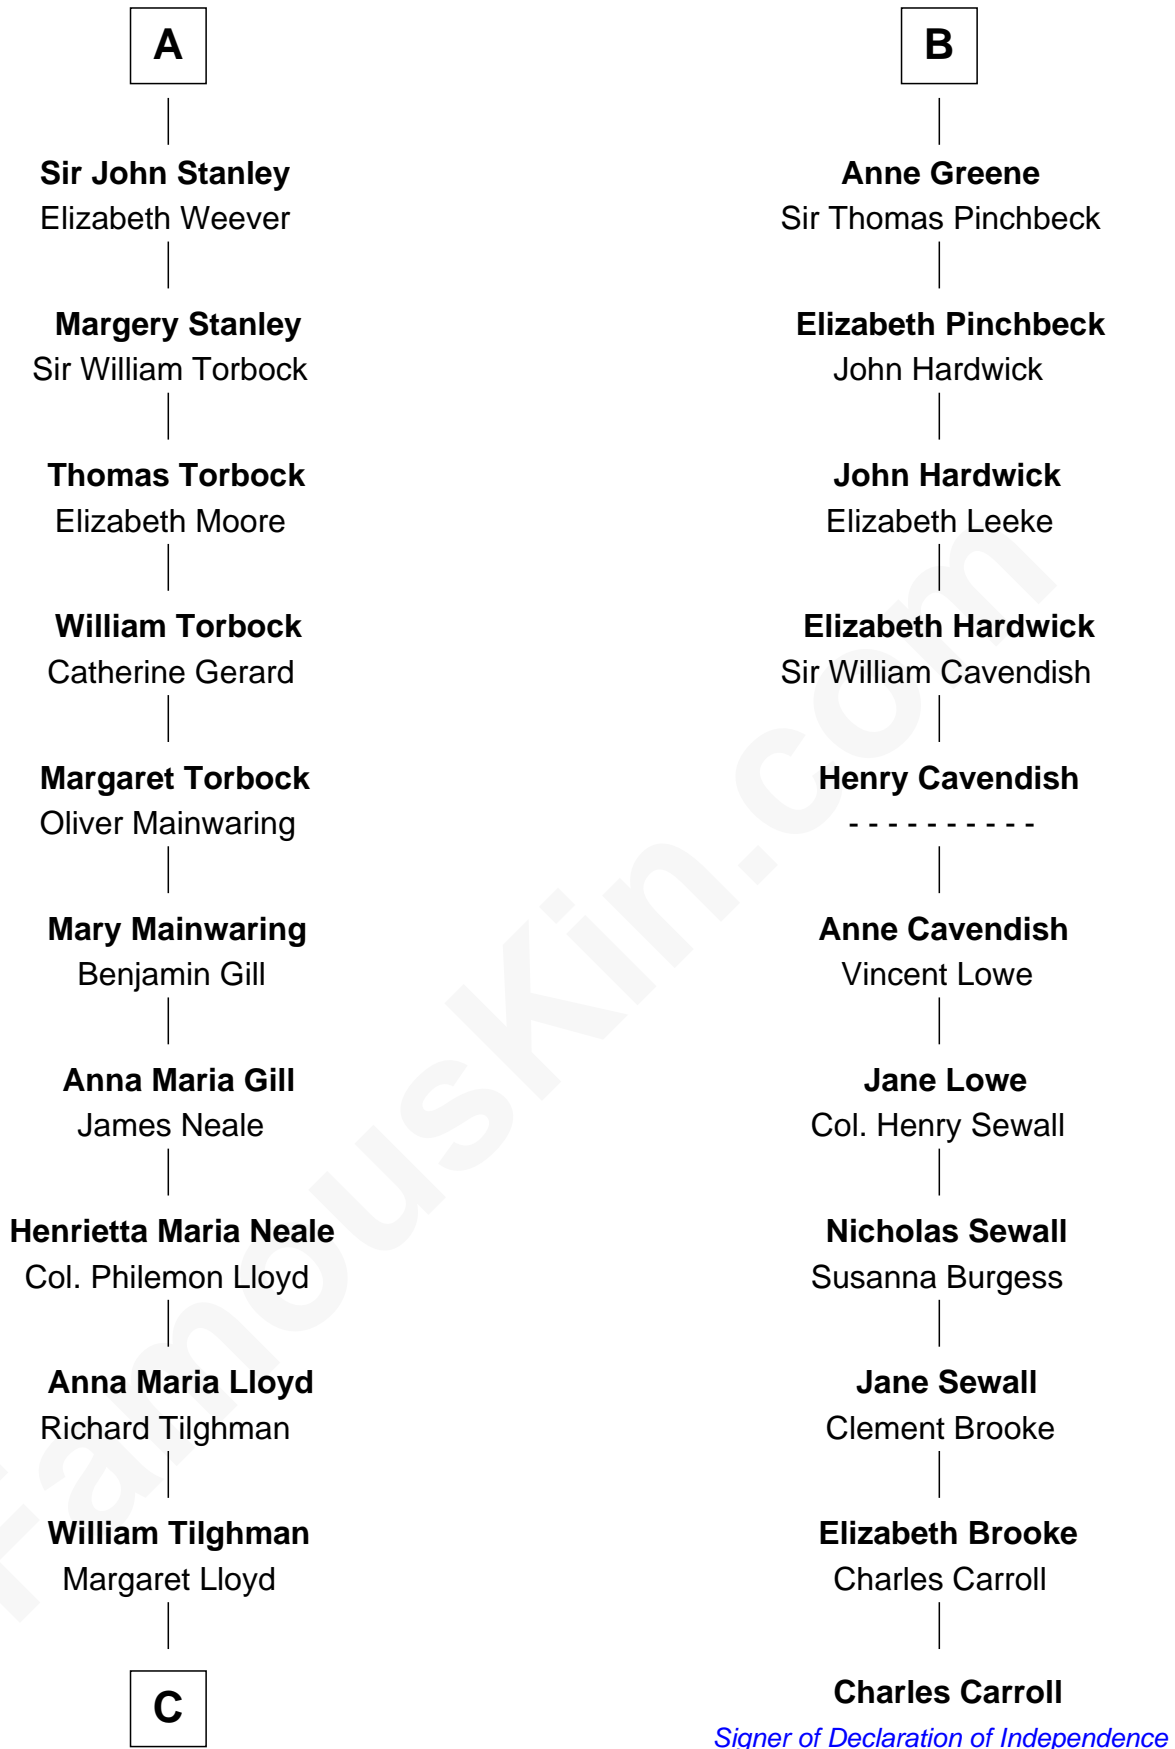 A
Sir John Stanley
Elizabeth Weever
Margery Stanley
Sir William Torbock
Thomas Torbock
Elizabeth Moore
William Torbock
Catherine Gerard
Margaret Torbock
Oliver Mainwaring
Mary Mainwaring
Benjamin Gill
Anna Maria Gill
James Neale
Henrietta Maria Neale
Col. Philemon Lloyd
Anna Maria Lloyd
Richard Tilghman
William Tilghman
Margaret Lloyd
C
B
Anne Greene
Sir Thomas Pinchbeck
Elizabeth Pinchbeck
John Hardwick
John Hardwick
Elizabeth Leeke
Elizabeth Hardwick
Sir William Cavendish
Henry Cavendish
- - - - - - - - - -
Anne Cavendish
Vincent Lowe
Jane Lowe
Col. Henry Sewall
Nicholas Sewall
Susanna Burgess
Jane Sewall
Clement Brooke
Elizabeth Brooke
Charles Carroll
Charles Carroll
Signer of Declaration of Independence
FamousKin.com